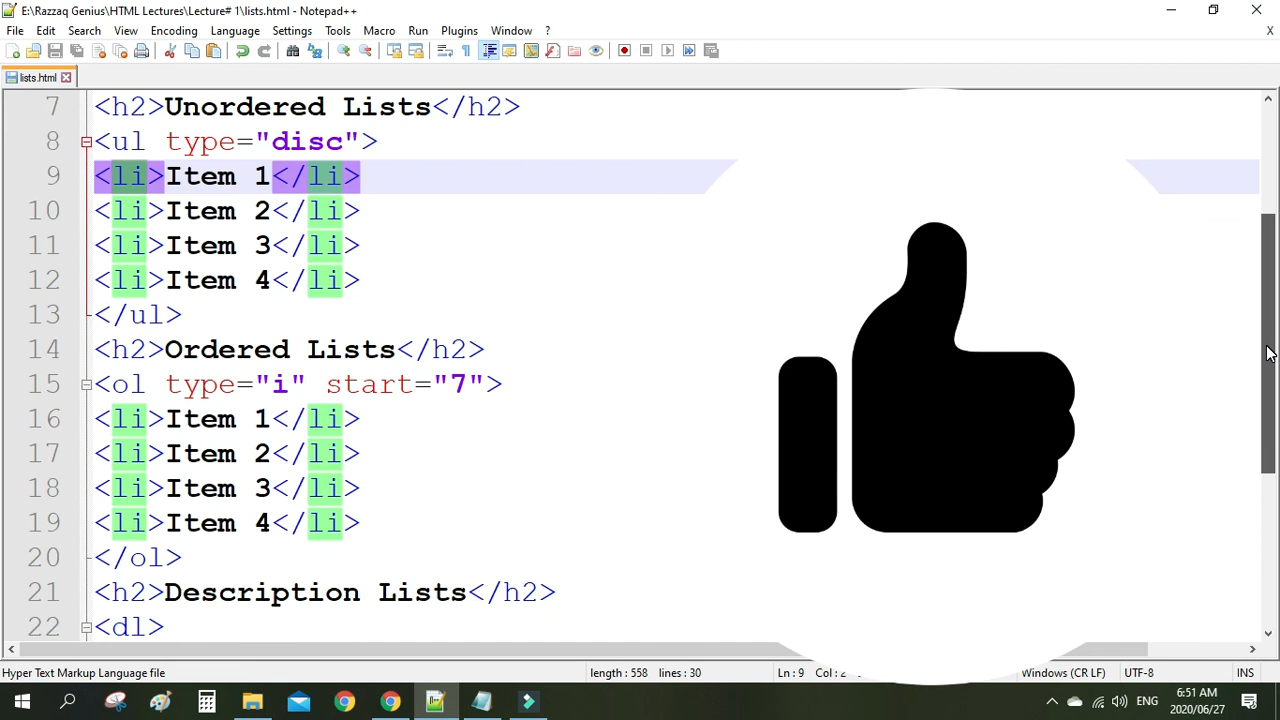 E:\Razzaq Genius\HTML Lectures\Lecture# 1\lists.html - Notepad++
File Edit Search View Encoding Language Settings Tools Macro Run Plugins Window ? X
lists.html
7 <h2>Unordered Lists</h2>
8 <ul type="disc">
9 <li>Item 1</li>
10 <li>Item 2</li>
11 <li>Item 3</li>
12 <li>Item 4</li>
13 </ul>
14 <h2>Ordered Lists</h2>
15 <ol type="i" start="7">
16 <li>Item 1</li>
17 <li>Item 2</li>
18 <li>Item 3</li>
19 <li>Item 4</li>
20 </ol>
21 <h2>Description Lists</h2>
22 <dl>
Hyper Text Markup Language file length : 558 lines : 30 Ln : 9 Col : Windows (CR LF) UTF-8 INS
ENG 6:51 AM
2020/06/27